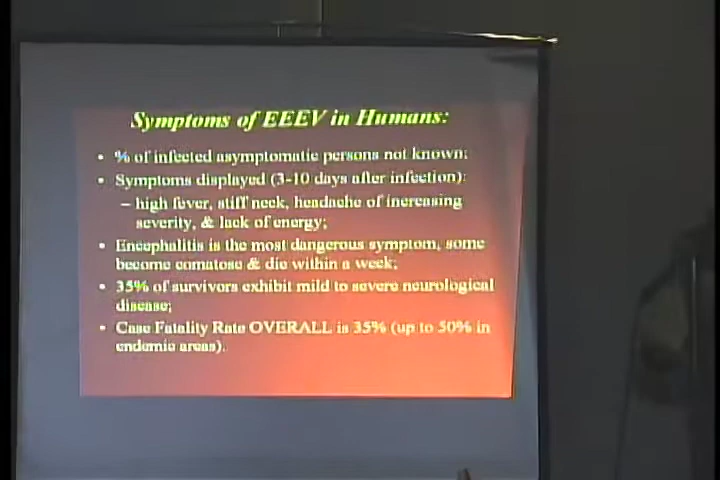 Symptoms of EEEV in Humans:
• % of infected asymptomatic persons not known;
• Symptoms displayed (3-10 days after infection):
– high fever, stiff neck, headache of increasing
severity, & lack of energy;
• Encephalitis is the most dangerous symptom, some
become comatose & die within a week;
• 35% of survivors exhibit mild to severe neurological
disease;
• Case Fatality Rate OVERALL is 35% (up to 50% in
endemic areas).